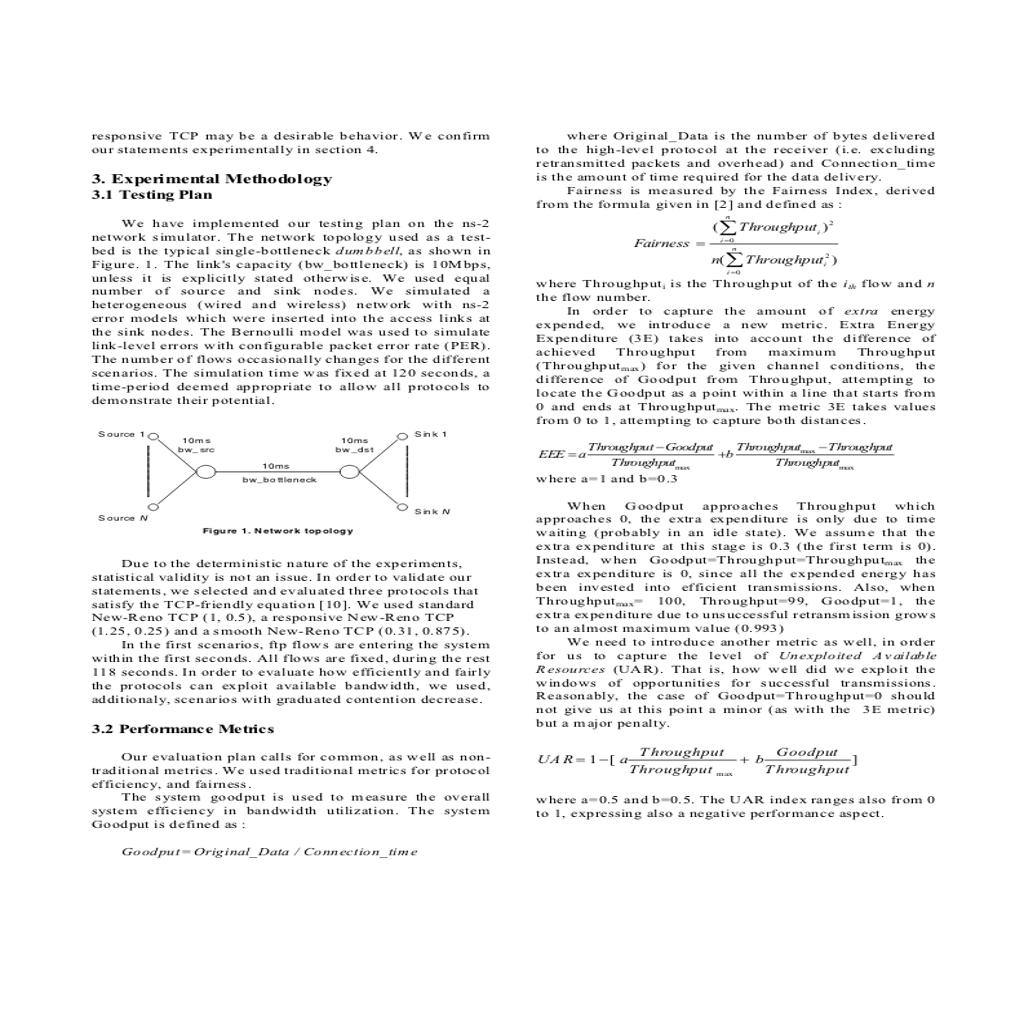 responsive TCP may be a desirable behavior. We confirm
our statements experimentally in section 4.
3. Experimental Methodology
3.1 Testing Plan
We have implemented our testing plan on the ns-2
network simulator. The network topology used as a test-
bed is the typical single-bottleneck dumbbell, as shown in
Figure. 1. The link's capacity (bw_bottleneck) is 10Mbps,
unless it is explicitly stated otherwise. We used equal
number of source and sink nodes. We simulated a
heterogeneous (wired and wireless) network with ns-2
error models which were inserted into the access links at
the sink nodes. The Bernoulli model was used to simulate
link-level errors with configurable packet error rate (PER).
The number of flows occasionally changes for the different
scenarios. The simulation time was fixed at 120 seconds, a
time-period deemed appropriate to allow all protocols to
demonstrate their potential.
Source 1
10ms
bw_src
10ms
bw_bottleneck
10ms
bw_dst
Sink 1
Source N
Sink N
Figure 1. Network topology
Due to the deterministic nature of the experiments,
statistical validity is not an issue. In order to validate our
statements, we selected and evaluated three protocols that
satisfy the TCP-friendly equation [10]. We used standard
New-Reno TCP (1, 0.5), a responsive New-Reno TCP
(1.25, 0.25) and a smooth New-Reno TCP (0.31, 0.875).
In the first scenarios, ftp flows are entering the system
within the first seconds. All flows are fixed, during the rest
118 seconds. In order to evaluate how efficiently and fairly
the protocols can exploit available bandwidth, we used,
additionaly, scenarios with graduated contention decrease.
3.2 Performance Metrics
Our evaluation plan calls for common, as well as non-
traditional metrics. We used traditional metrics for protocol
efficiency, and fairness.
The system goodput is used to measure the overall
system efficiency in bandwidth utilization. The system
Goodput is defined as :
Goodput= Original_Data / Connection_time
where Original_Data is the number of bytes delivered
to the high-level protocol at the receiver (i.e. excluding
retransmitted packets and overhead) and Connection_time
is the amount of time required for the data delivery.
Fairness is measured by the Fairness Index, derived
from the formula given in [2] and defined as :
Fairness = (∑_{i=0}^{n} Throughput_i)² / n(∑_{i=0}^{n} Throughput_i²)
where Throughput_i is the Throughput of the i_th flow and n
the flow number.
In order to capture the amount of extra energy
expended, we introduce a new metric. Extra Energy
Expenditure (3E) takes into account the difference of
achieved Throughput from maximum Throughput
(Throughput_max) for the given channel conditions, the
difference of Goodput from Throughput, attempting to
locate the Goodput as a point within a line that starts from
0 and ends at Throughput_max. The metric 3E takes values
from 0 to 1, attempting to capture both distances.
EEE = a (Throughput − Goodput) / Throughput_max + b (Throughput_max − Throughput) / Throughput_max
where a=1 and b=0.3
When Goodput approaches Throughput which
approaches 0, the extra expenditure is only due to time
waiting (probably in an idle state). We assume that the
extra expenditure at this stage is 0.3 (the first term is 0).
Instead, when Goodput=Throughput=Throughput_max the
extra expenditure is 0, since all the expended energy has
been invested into efficient transmissions. Also, when
Throughput_max= 100, Throughput=99, Goodput=1, the
extra expenditure due to unsuccessful retransmission grows
to an almost maximum value (0.993)
We need to introduce another metric as well, in order
for us to capture the level of Unexploited Available
Resources (UAR). That is, how well did we exploit the
windows of opportunities for successful transmissions.
Reasonably, the case of Goodput=Throughput=0 should
not give us at this point a minor (as with the 3E metric)
but a major penalty.
UAR = 1 − [ a Throughput / Throughput_max + b Goodput / Throughput ]
where a=0.5 and b=0.5. The UAR index ranges also from 0
to 1, expressing also a negative performance aspect.